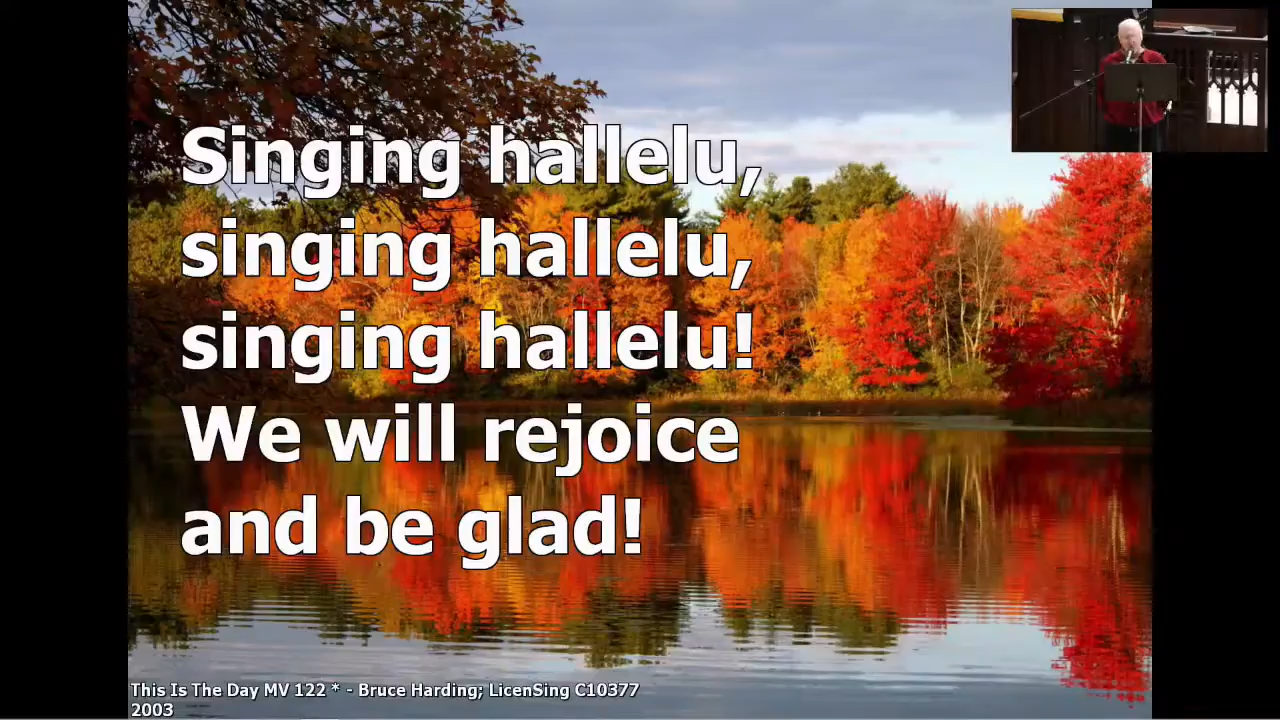 Singing hallelu,
singing hallelu,
singing hallelu!
We will rejoice
and be glad!
This Is The Day MV 122 * - Bruce Harding; LicenSing C10377
2003